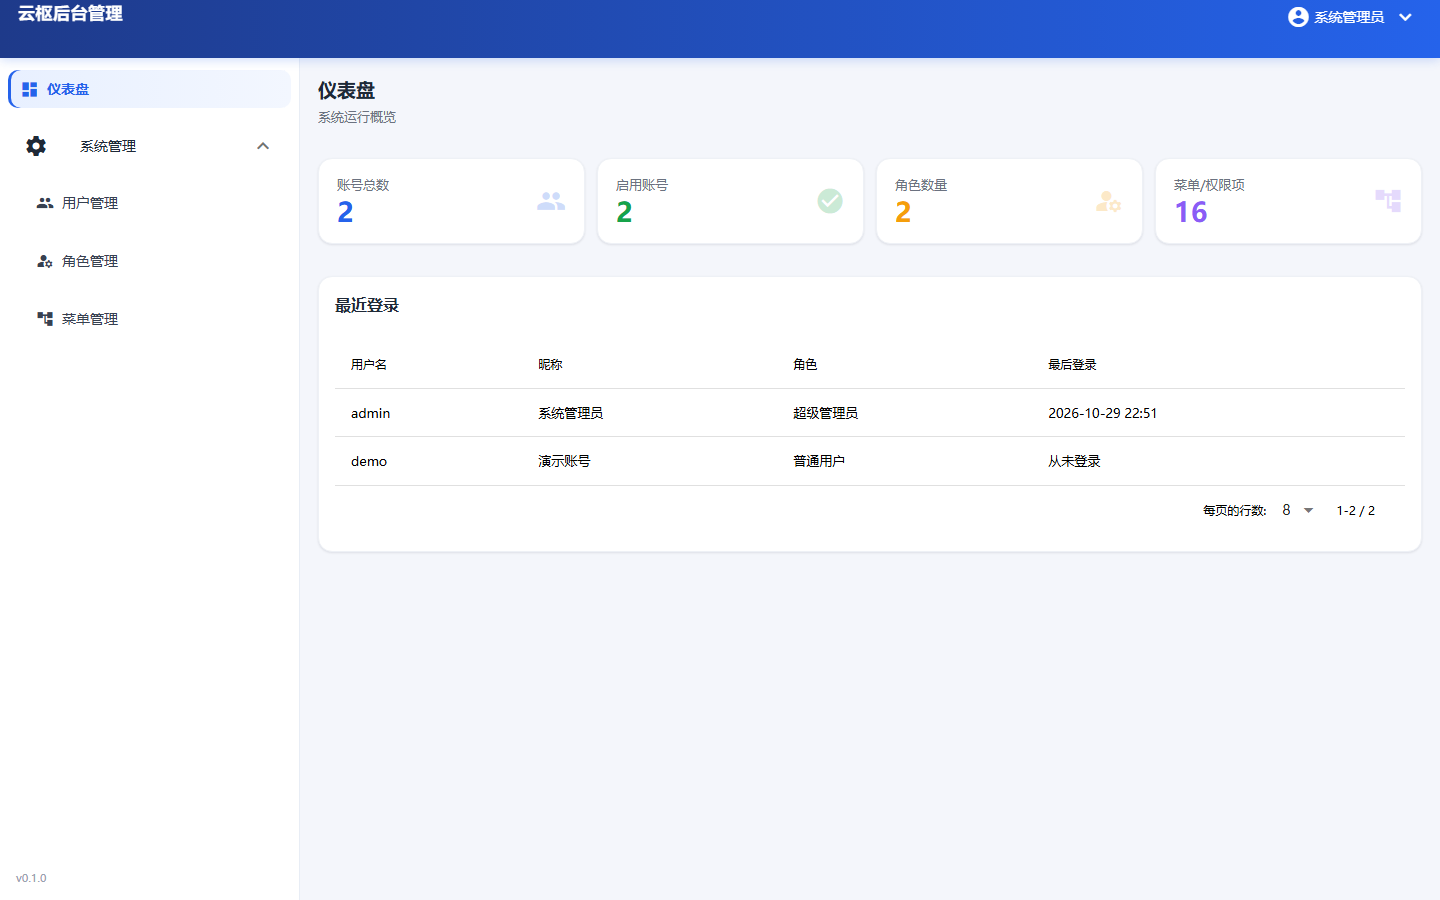 云枢后台管理
系统管理员
仪表盘
系统管理
用户管理
角色管理
菜单管理
v0.1.0
仪表盘
系统运行概览
账号总数
2
启用账号
2
角色数量
2
菜单/权限项
16
最近登录
用户名 昵称 角色 最后登录
admin 系统管理员 超级管理员 2026-10-29 22:51
demo 演示账号 普通用户 从未登录
每页的行数: 8 1-2 / 2